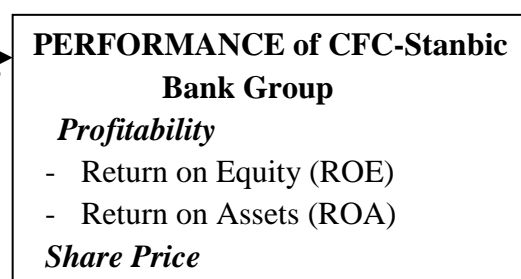 PERFORMANCE of CFC-Stanbic
Bank Group
Profitability
- Return on Equity (ROE)
- Return on Assets (ROA)
Share Price